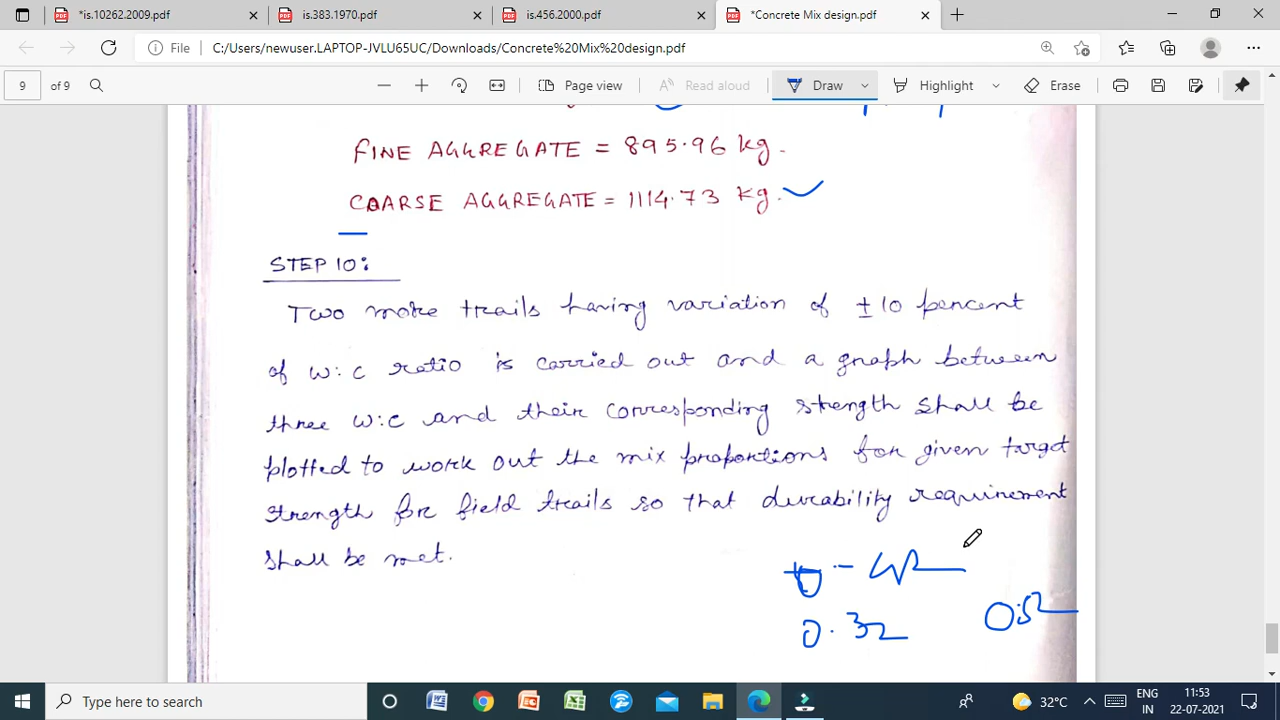 *is.10262.2009.pdf
is.383.1970.pdf
is.456.2000.pdf
*Concrete Mix design.pdf
File
C:/Users/newuser.LAPTOP-JVLU65UC/Downloads/Concrete%20Mix%20design.pdf
9 of 9
Page view
Read aloud
Draw
Highlight
Erase
FINE AGGREGATE = 895.96 kg.
COARSE AGGREGATE = 1114.73 kg.
STEP 10:
Two more trails having variation of ±10 percent
of w:c ratio is carried out and a graph between
three w:c and their corresponding strength shall be
plotted to work out the mix proportions for given target
strength for field trails so that durability requirement
shall be met.
0.32
Type here to search
32°C
ENG
IN
11:53
22-07-2021